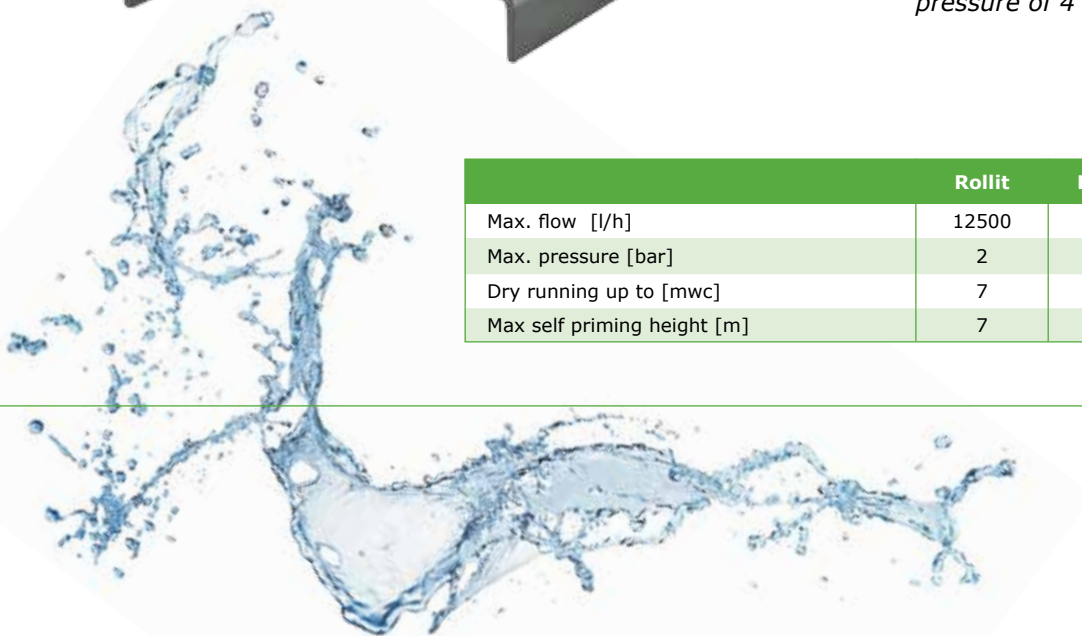 pressure of 4
Rollit
Max. flow [l/h] 12500
Max. pressure [bar] 2
Dry running up to [mwc] 7
Max self priming height [m] 7